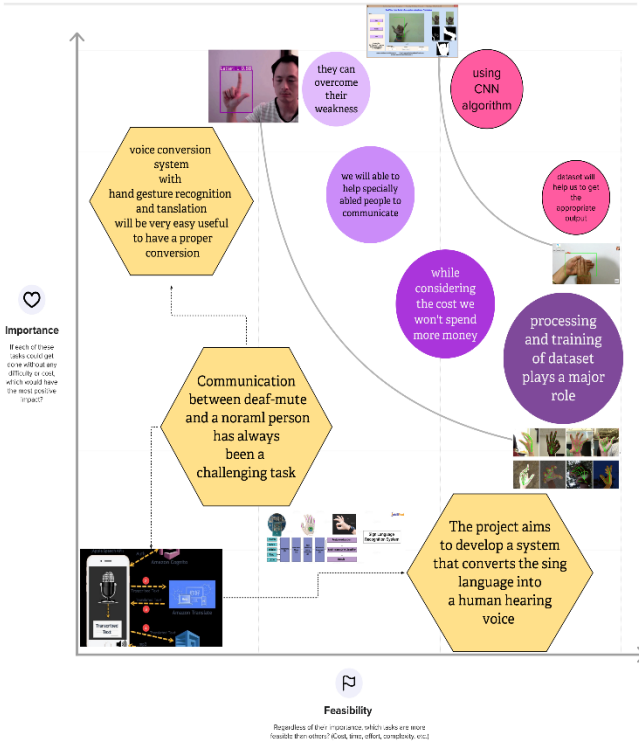 they can
overcome
their
weakness
using
CNN
algorithm
voice conversion
system
with
hand gesture recognition
and tanslation
will be very easy useful
to have a proper
conversion
we will able to
help specially
abled people to
communicate
dataset will
help us to get
the
appropriate
output
while
considering
the cost we
won't spend
more money
processing
and training
of dataset
plays a major
role
Importance
If each of these
tasks could get
done without any
difficulty or cost,
which would have
the most positive
impact?
Communication
between deaf-mute
and a noraml person
has always
been a
challenging task
Sign Language
Recognition System
The project aims
to develop a system
that converts the sing
language into
a human hearing
voice
Amazon Translate
Transcribed
Text
Feasibility
Regardless of their importance, which tasks are more
feasible than others? (Cost, time, effort, complexity, etc.)